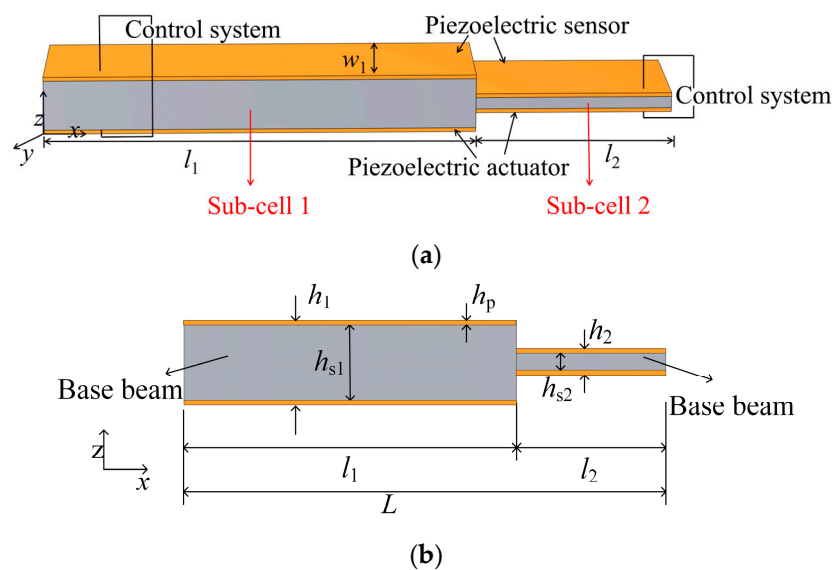 Control system
Piezoelectric sensor
w₁
Control system
z
x
y
l₁
Piezoelectric actuator
l₂
Sub-cell 1
Sub-cell 2
(a)
h₁
hₚ
h₂
hₛ₁
hₛ₂
Base beam
Base beam
z
x
l₁
l₂
L
(b)